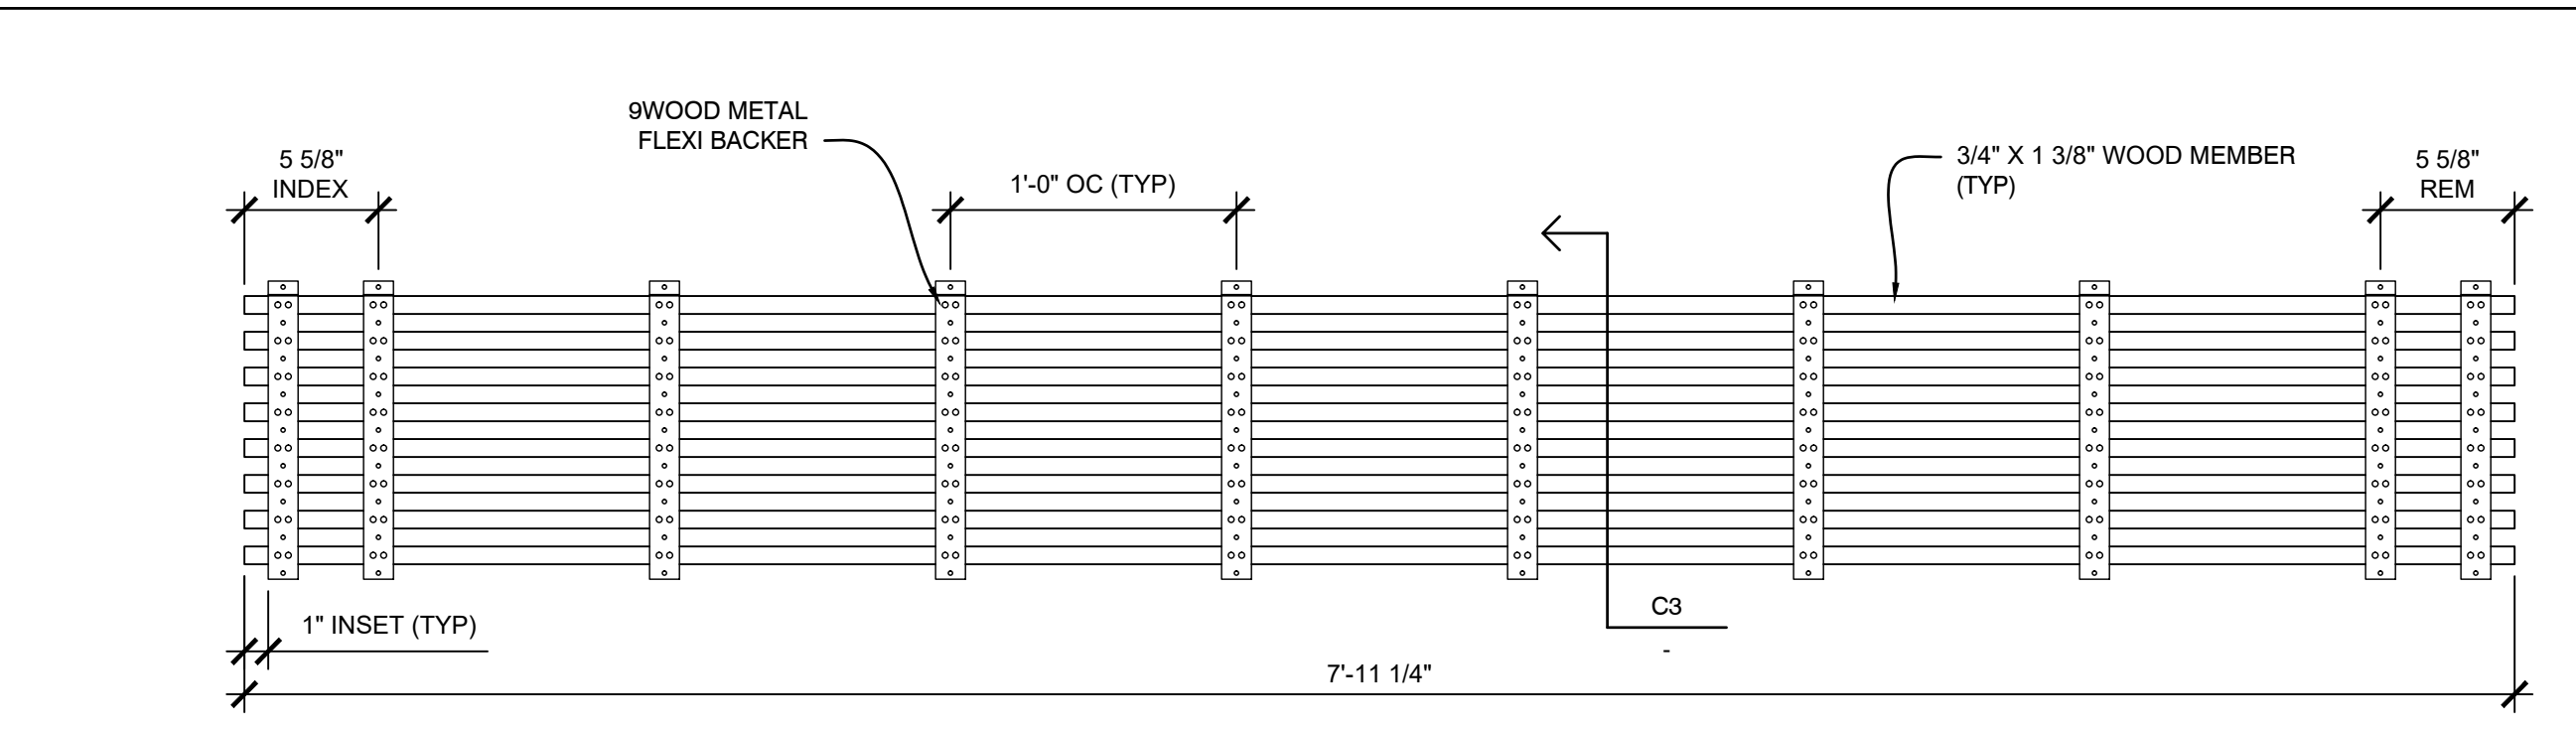 9WOOD METAL
FLEXI BACKER
5 5/8"
INDEX
1'-0" OC (TYP)
3/4" X 1 3/8" WOOD MEMBER
(TYP)
5 5/8"
REM
1" INSET (TYP)
C3
-
7'-11 1/4"